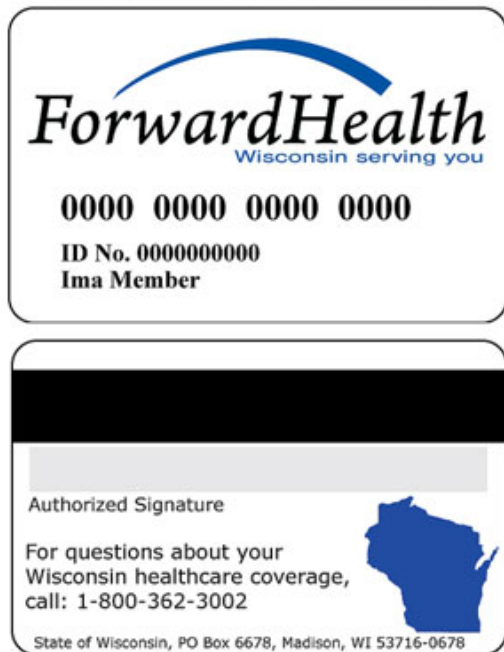 ForwardHealth
Wisconsin serving you
0000 0000 0000 0000
ID No. 0000000000
Ima Member
Authorized Signature
For questions about your
Wisconsin healthcare coverage,
call: 1-800-362-3002
State of Wisconsin, PO Box 6678, Madison, WI 53716-0678